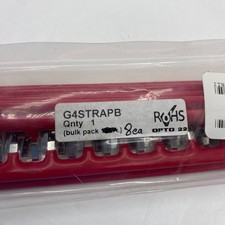 G4STRAPB
Qnty 1
(bulk pack ) 8ea
RoHS
OPTO 22